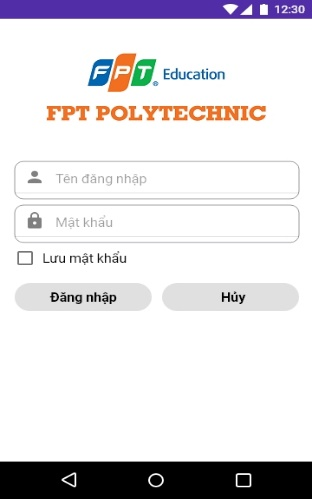 12:30
FPT® Education
FPT POLYTECHNIC
Tên đăng nhập
Mật khẩu
Lưu mật khẩu
Đăng nhập
Hủy